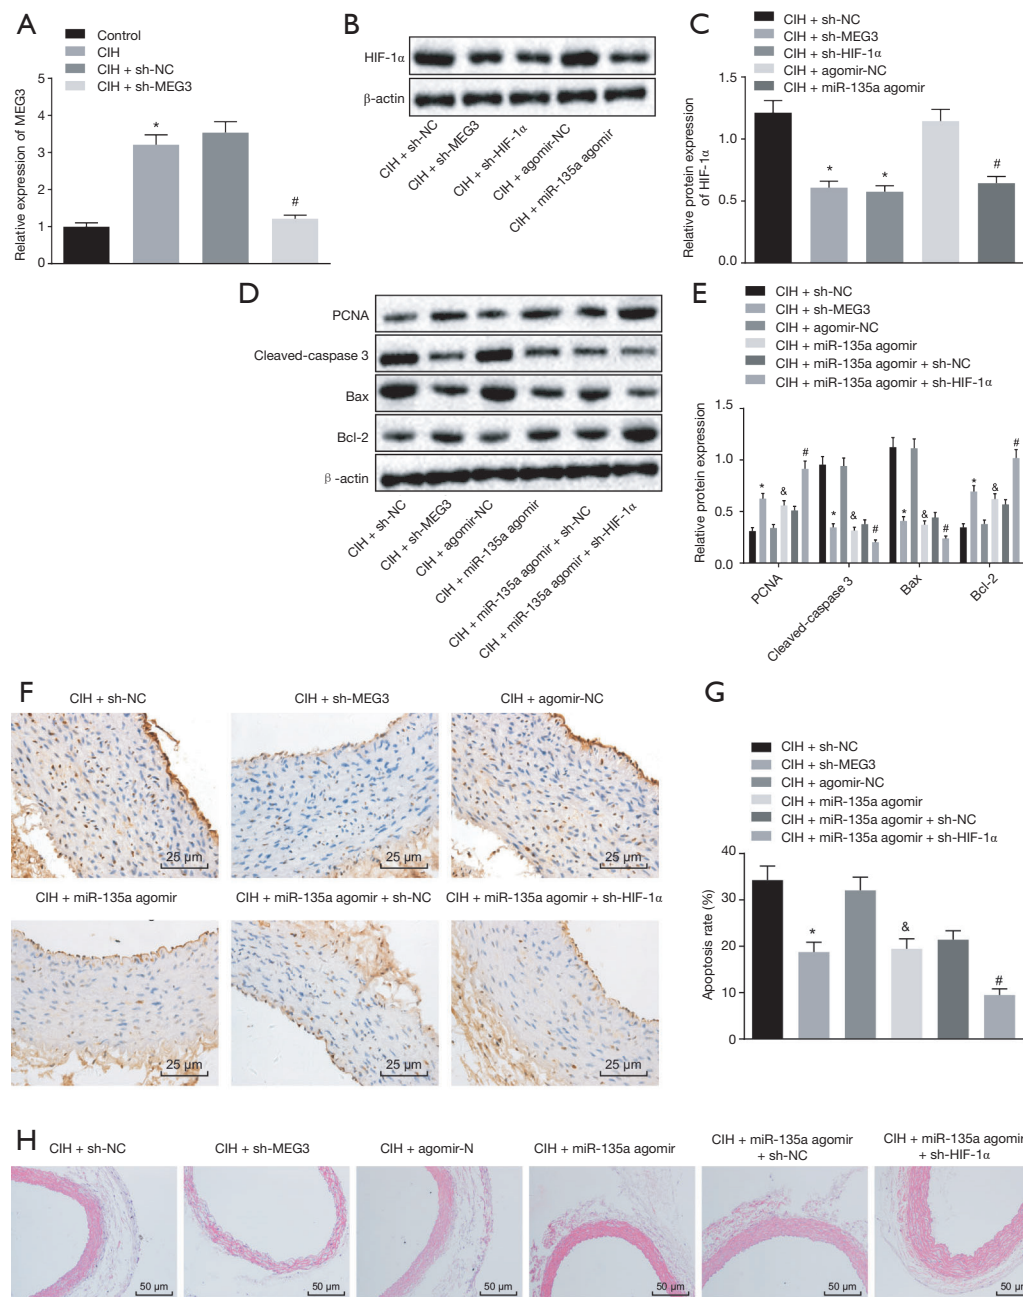 A
Control
CIH
CIH + sh-NC
CIH + sh-MEG3
Relative expression of MEG3
5
4
3
2
1
0
*
#
B
HIF-1α
β-actin
CIH + sh-NC
CIH + sh-MEG3
CIH + sh-HIF-1α
CIH + agomir-NC
CIH + miR-135a agomir
C
CIH + sh-NC
CIH + sh-MEG3
CIH + sh-HIF-1α
CIH + agomir-NC
CIH + miR-135a agomir
Relative protein expression
of HIF-1α
1.5
1.0
0.5
0.0
*
*
#
D
PCNA
Cleaved-caspase 3
Bax
Bcl-2
β -actin
CIH + sh-NC
CIH + sh-MEG3
CIH + agomir-NC
CIH + miR-135a agomir
CIH + miR-135a agomir + sh-NC
CIH + miR-135a agomir + sh-HIF-1α
E
CIH + sh-NC
CIH + sh-MEG3
CIH + agomir-NC
CIH + miR-135a agomir
CIH + miR-135a agomir + sh-NC
CIH + miR-135a agomir + sh-HIF-1α
Relative protein expression
1.5
1.0
0.5
0.0
*
&
#
*
&
#
*
&
#
*
&
#
PCNA
Cleaved-caspase 3
Bax
Bcl-2
F
CIH + sh-NC
CIH + sh-MEG3
CIH + agomir-NC
25 μm
25 μm
25 μm
CIH + miR-135a agomir
CIH + miR-135a agomir + sh-NC
CIH + miR-135a agomir + sh-HIF-1α
25 μm
25 μm
25 μm
G
CIH + sh-NC
CIH + sh-MEG3
CIH + agomir-NC
CIH + miR-135a agomir
CIH + miR-135a agomir + sh-NC
CIH + miR-135a agomir + sh-HIF-1α
Apoptosis rate (%)
40
30
20
10
0
*
&
#
H
CIH + sh-NC
CIH + sh-MEG3
CIH + agomir-N
CIH + miR-135a agomir
CIH + miR-135a agomir
+ sh-NC
CIH + miR-135a agomir
+ sh-HIF-1α
50 μm
50 μm
50 μm
50 μm
50 μm
50 μm